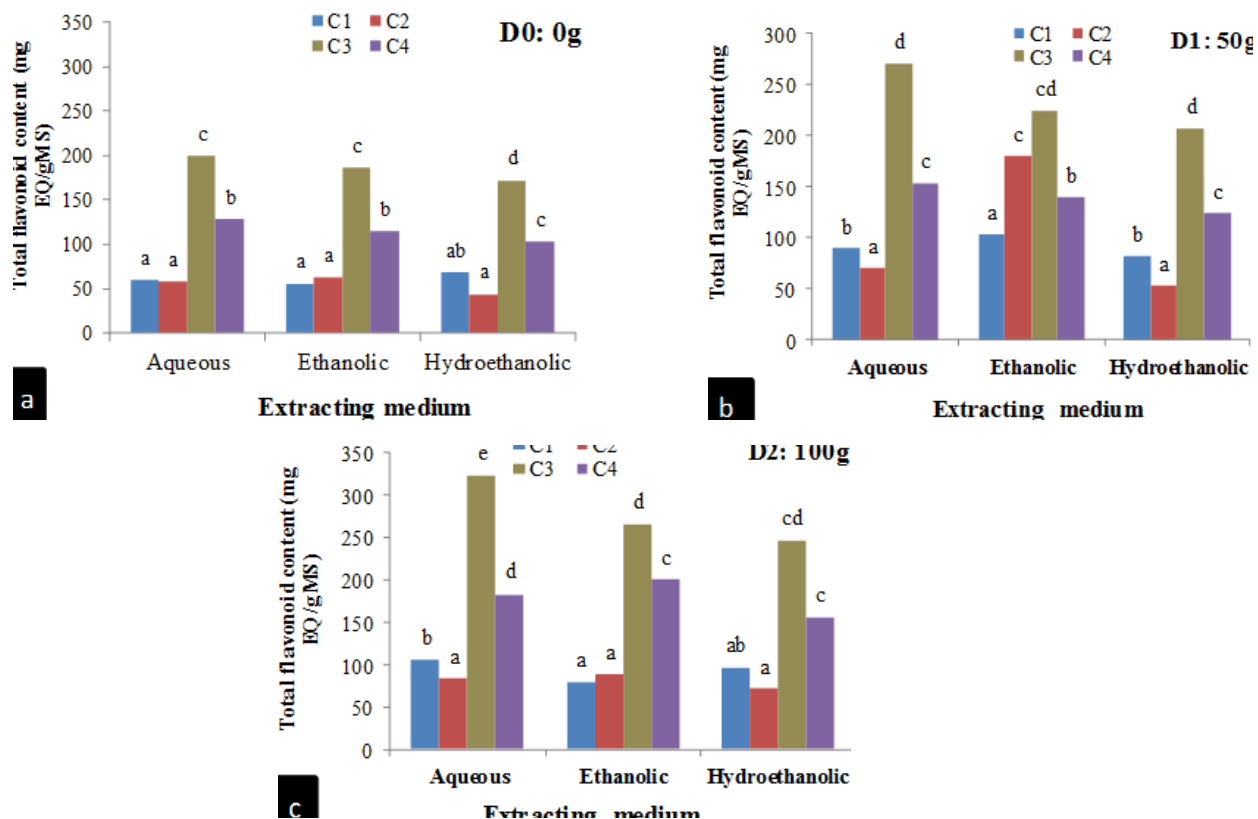 C1 C2
C3 C4
D0: 0g
Total flavonoid content (mg
EQ/gMS)
350
300
250
200
150
100
50
0
a a c b
a a c b
ab a d c
Aqueous Ethanolic Hydroethanolic
Extracting medium
a
C1 C2
C3 C4
D1: 50g
Total flavonoid content (mg
EQ/gMS)
300
250
200
150
100
50
0
b a d c
a c cd b
b a d c
Aqueous Ethanolic Hydroethanolic
Extracting medium
b
C1 C2
C3 C4
D2: 100g
Total flavonoid content (mg
EQ/gMS)
350
300
250
200
150
100
50
0
b a e d
a a d c
ab a cd c
Aqueous Ethanolic Hydroethanolic
Extracting medium
c